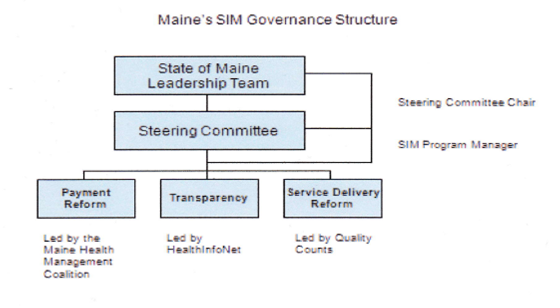 Maine's SIM Governance Structure
State of Maine
Leadership Team
Steering Committee
Steering Committee Chair
SIM Program Manager
Payment
Reform
Transparency
Service Delivery
Reform
Led by the
Maine Health
Management
Coalition
Led by
HealthInfoNet
Led by Quality
Counts